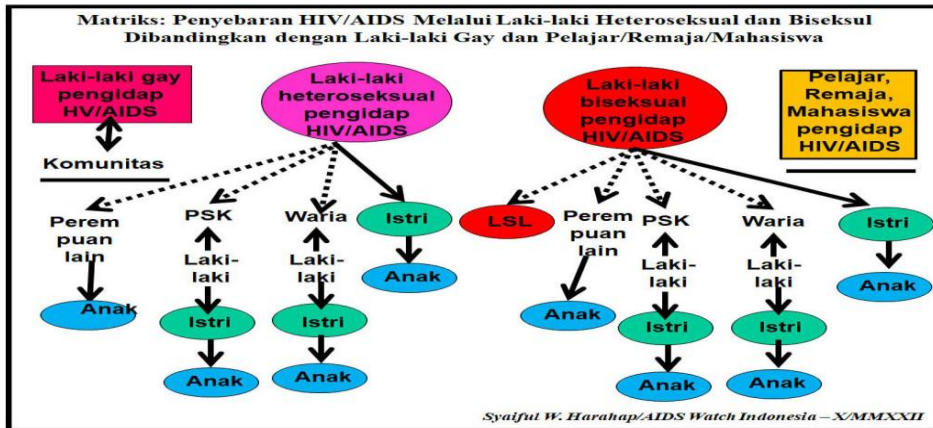 Matriks: Penyebaran HIV/AIDS Melalui Laki-laki Heteroseksual dan Biseksul
Dibandingkan dengan Laki-laki Gay dan Pelajar/Remaja/Mahasiswa
Laki-laki gay
pengidap
HV/AIDS
Komunitas
Laki-laki
heteroseksual
pengidap
HIV/AIDS
Perem
puan
lain
Anak
PSK
Laki-
laki
Istri
Anak
Waria
Laki-
laki
Istri
Anak
Istri
Anak
Laki-laki
biseksual
pengidap
HIV/AIDS
LSL
Perem
puan
lain
Anak
PSK
Laki-
laki
Istri
Anak
Waria
Laki-
laki
Istri
Anak
Istri
Anak
Pelajar,
Remaja,
Mahasiswa
pengidap
HIV/AIDS
Syaiful W. Harahap/AIDS Watch Indonesia – X/MMXXII